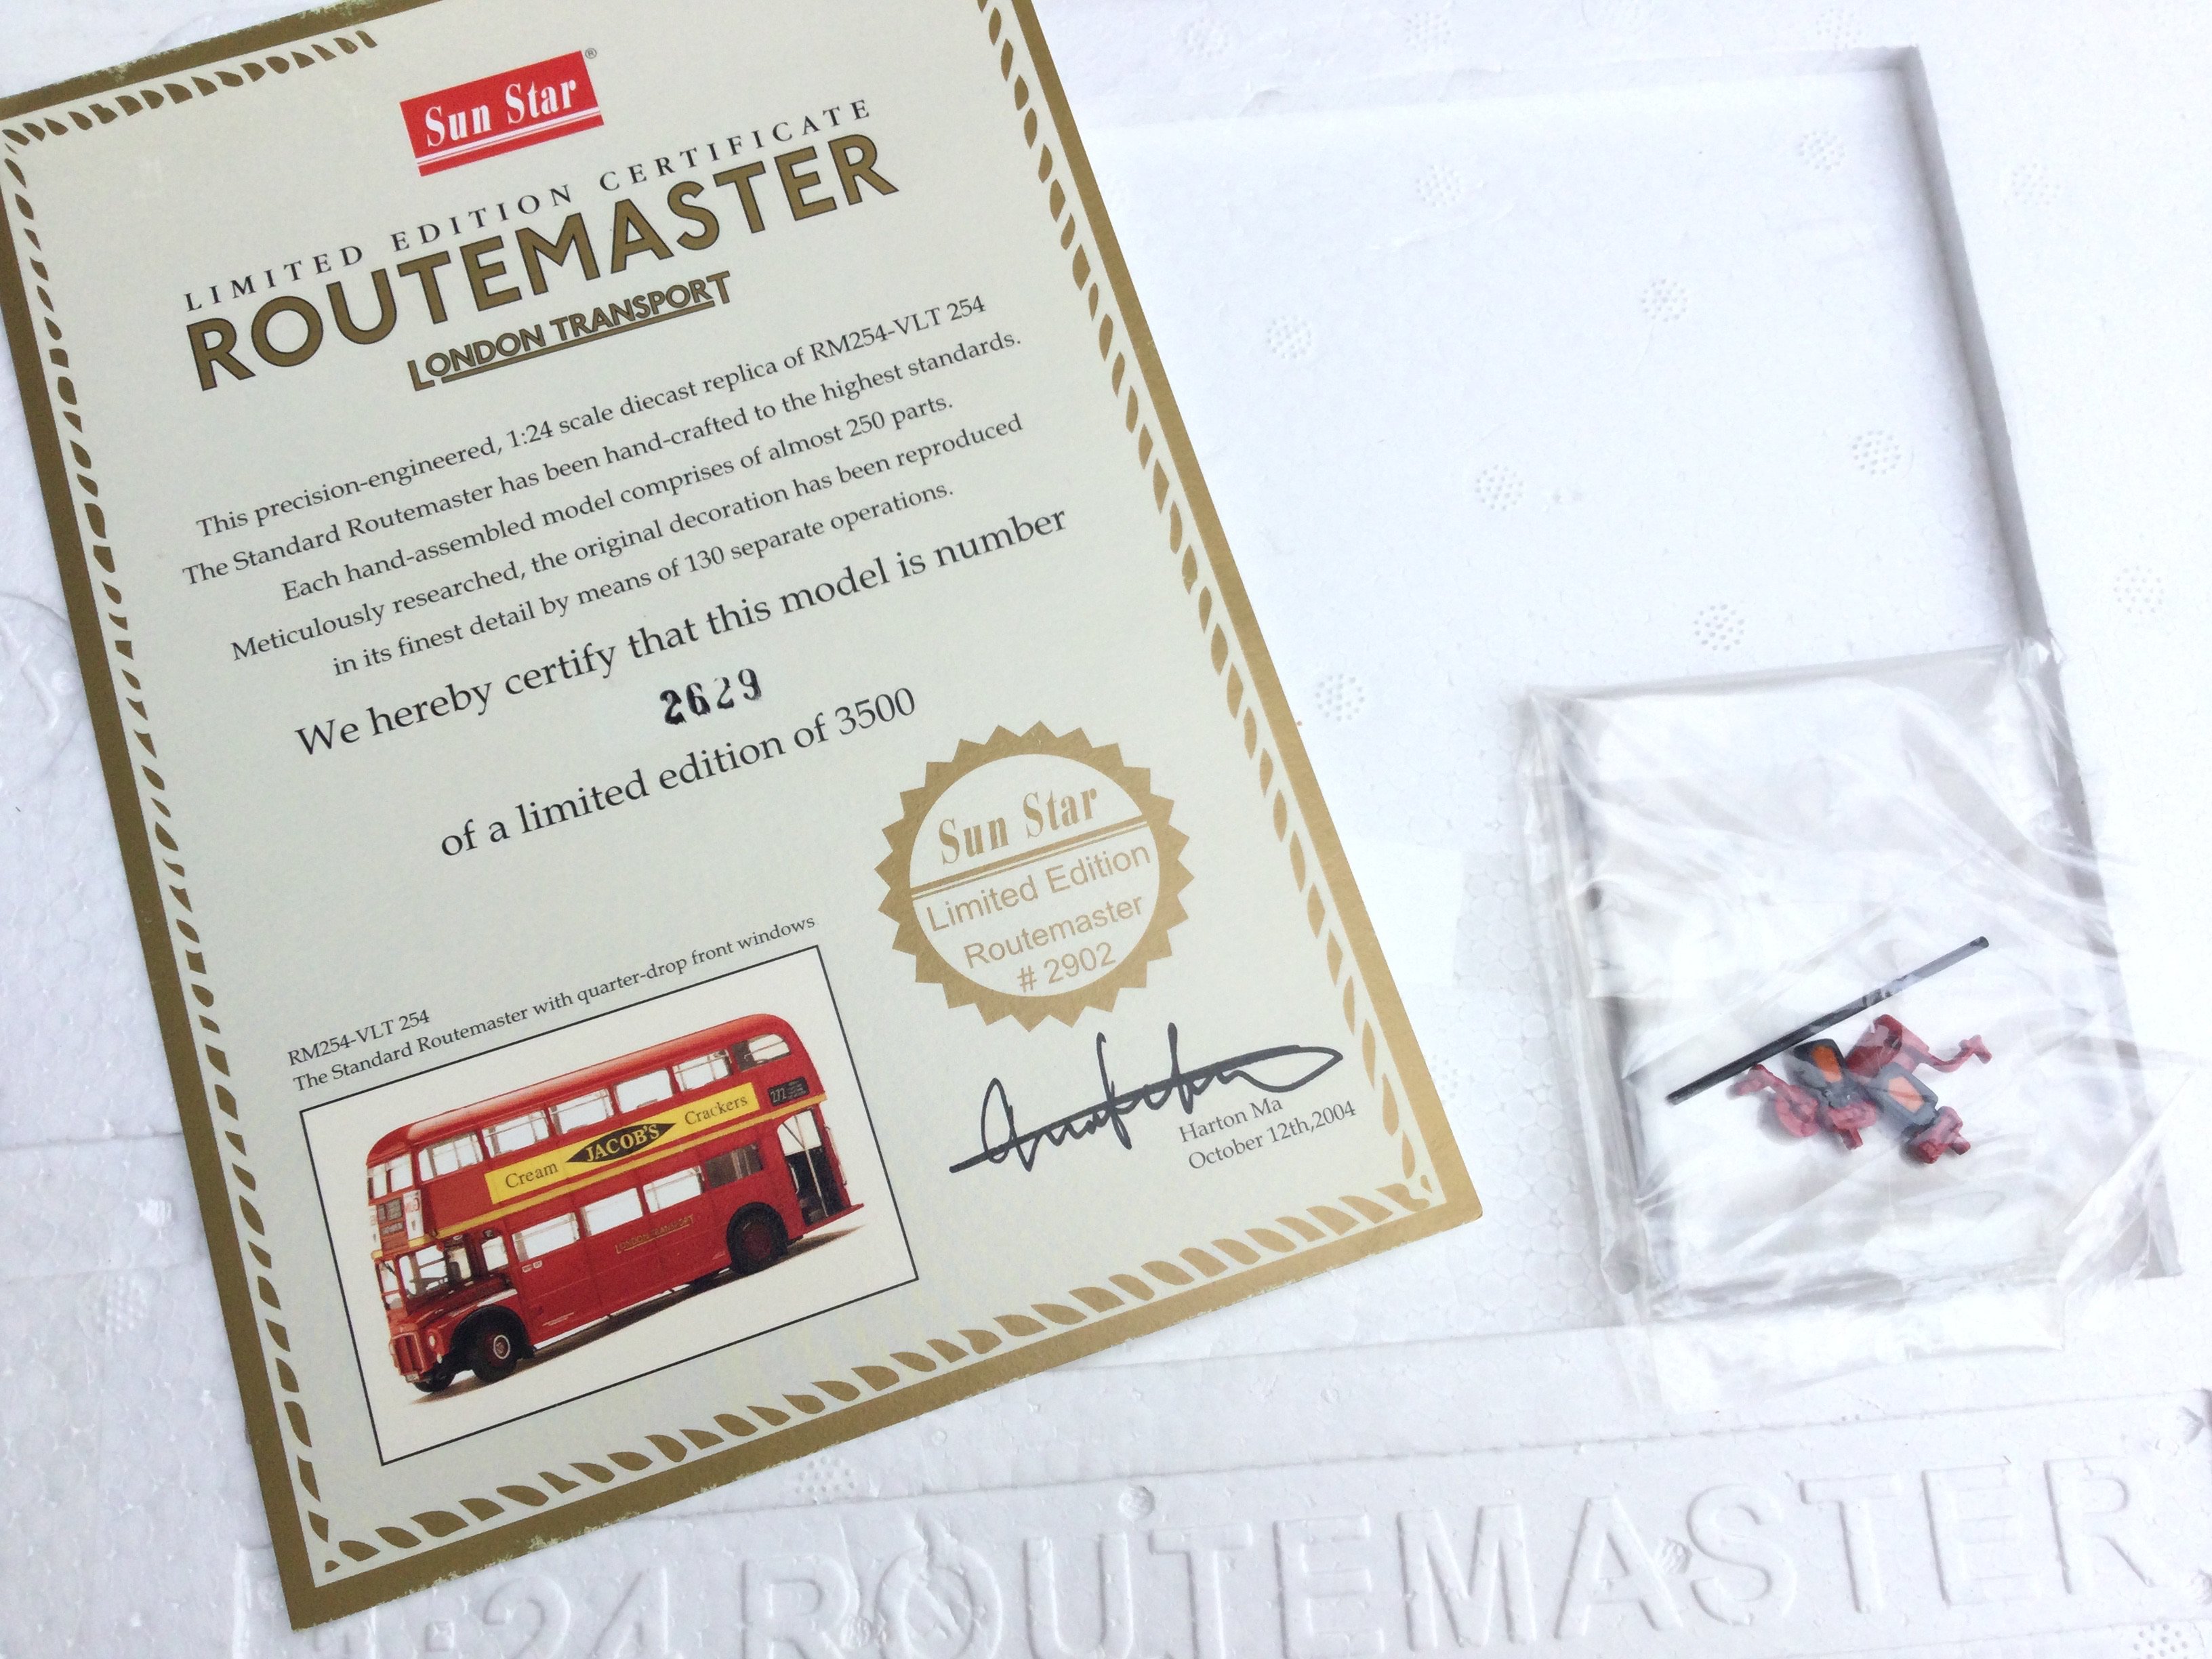 Sun Star ®
LIMITED EDITION CERTIFICATE
ROUTEMASTER
LONDON TRANSPORT
This precision-engineered, 1:24 scale diecast replica of RM254-VLT 254
The Standard Routemaster has been hand-crafted to the highest standards.
Each hand-assembled model comprises of almost 250 parts.
Meticulously researched, the original decoration has been reproduced
in its finest detail by means of 130 separate operations.
We hereby certify that this model is number
2629
of a limited edition of 3500
Sun Star
Limited Edition
Routemaster
# 2902
Harton Ma
October 12th,2004
RM254-VLT 254
The Standard Routemaster with quarter-drop front windows
Cream JACOB'S Crackers
272
LONDON TRANSPORT
1:24 ROUTEMASTER